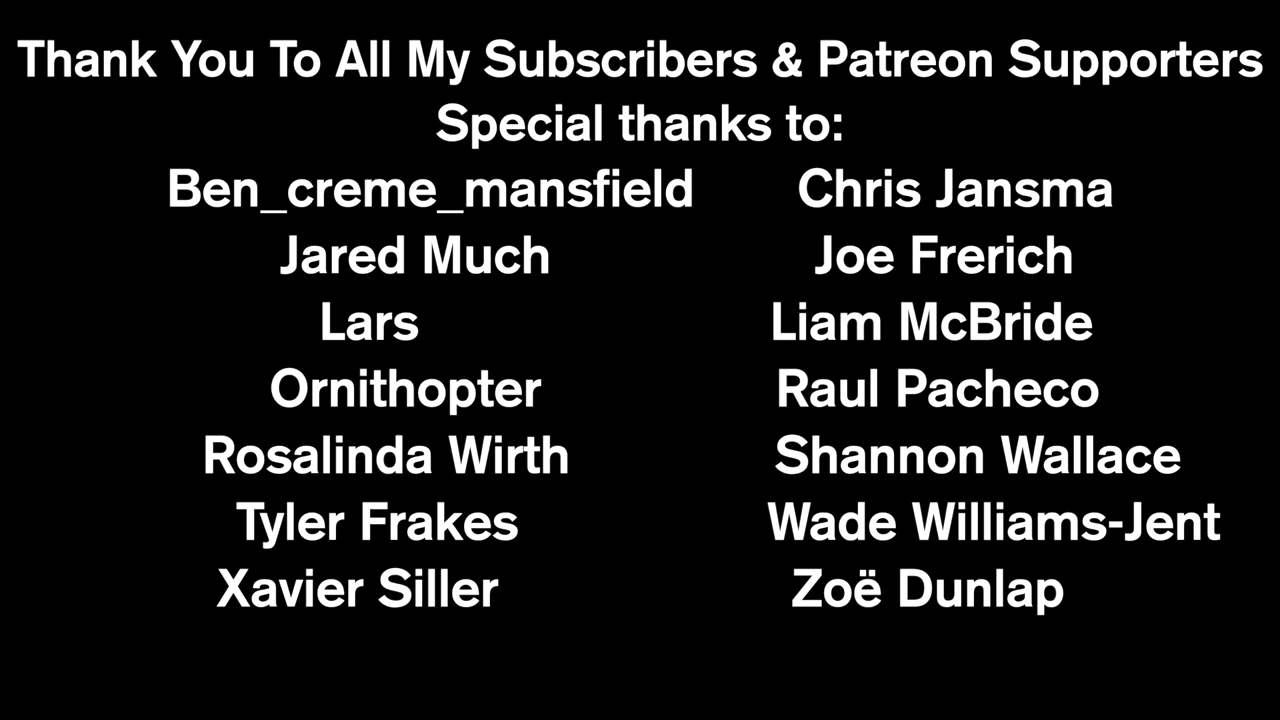 Thank You To All My Subscribers & Patreon Supporters
Special thanks to:
Ben_creme_mansfield Chris Jansma
Jared Much Joe Frerich
Lars Liam McBride
Ornithopter Raul Pacheco
Rosalinda Wirth Shannon Wallace
Tyler Frakes Wade Williams-Jent
Xavier Siller Zoë Dunlap